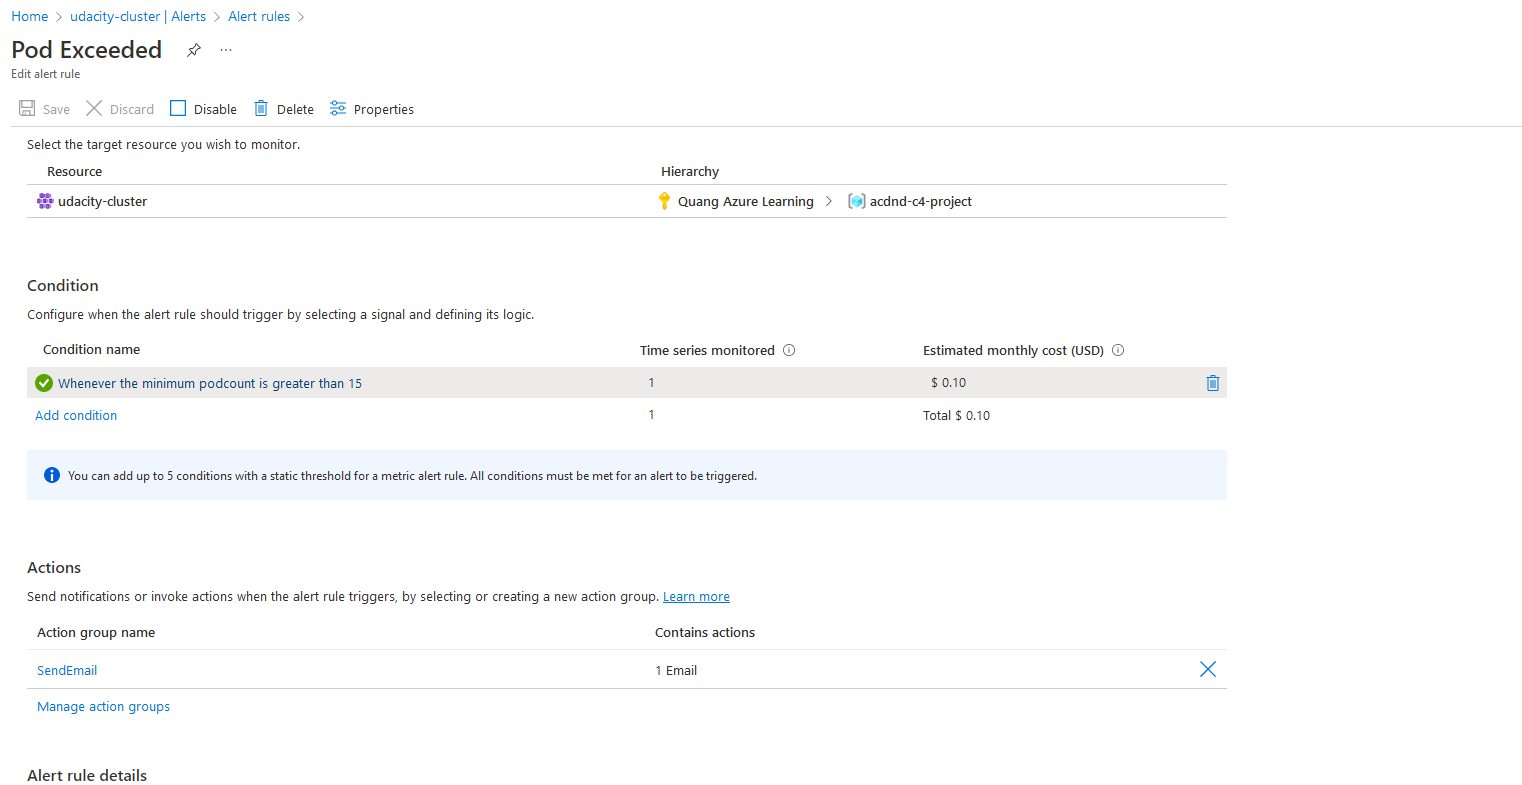 Home > udacity-cluster | Alerts > Alert rules >
Pod Exceeded ...
Edit alert rule
Save Discard Disable Delete Properties
Select the target resource you wish to monitor.
Resource Hierarchy
udacity-cluster Quang Azure Learning > acdnd-c4-project
Condition
Configure when the alert rule should trigger by selecting a signal and defining its logic.
Condition name Time series monitored Estimated monthly cost (USD)
Whenever the minimum podcount is greater than 15 1 $ 0.10
Add condition 1 Total $ 0.10
You can add up to 5 conditions with a static threshold for a metric alert rule. All conditions must be met for an alert to be triggered.
Actions
Send notifications or invoke actions when the alert rule triggers, by selecting or creating a new action group. Learn more
Action group name Contains actions
SendEmail 1 Email
Manage action groups
Alert rule details